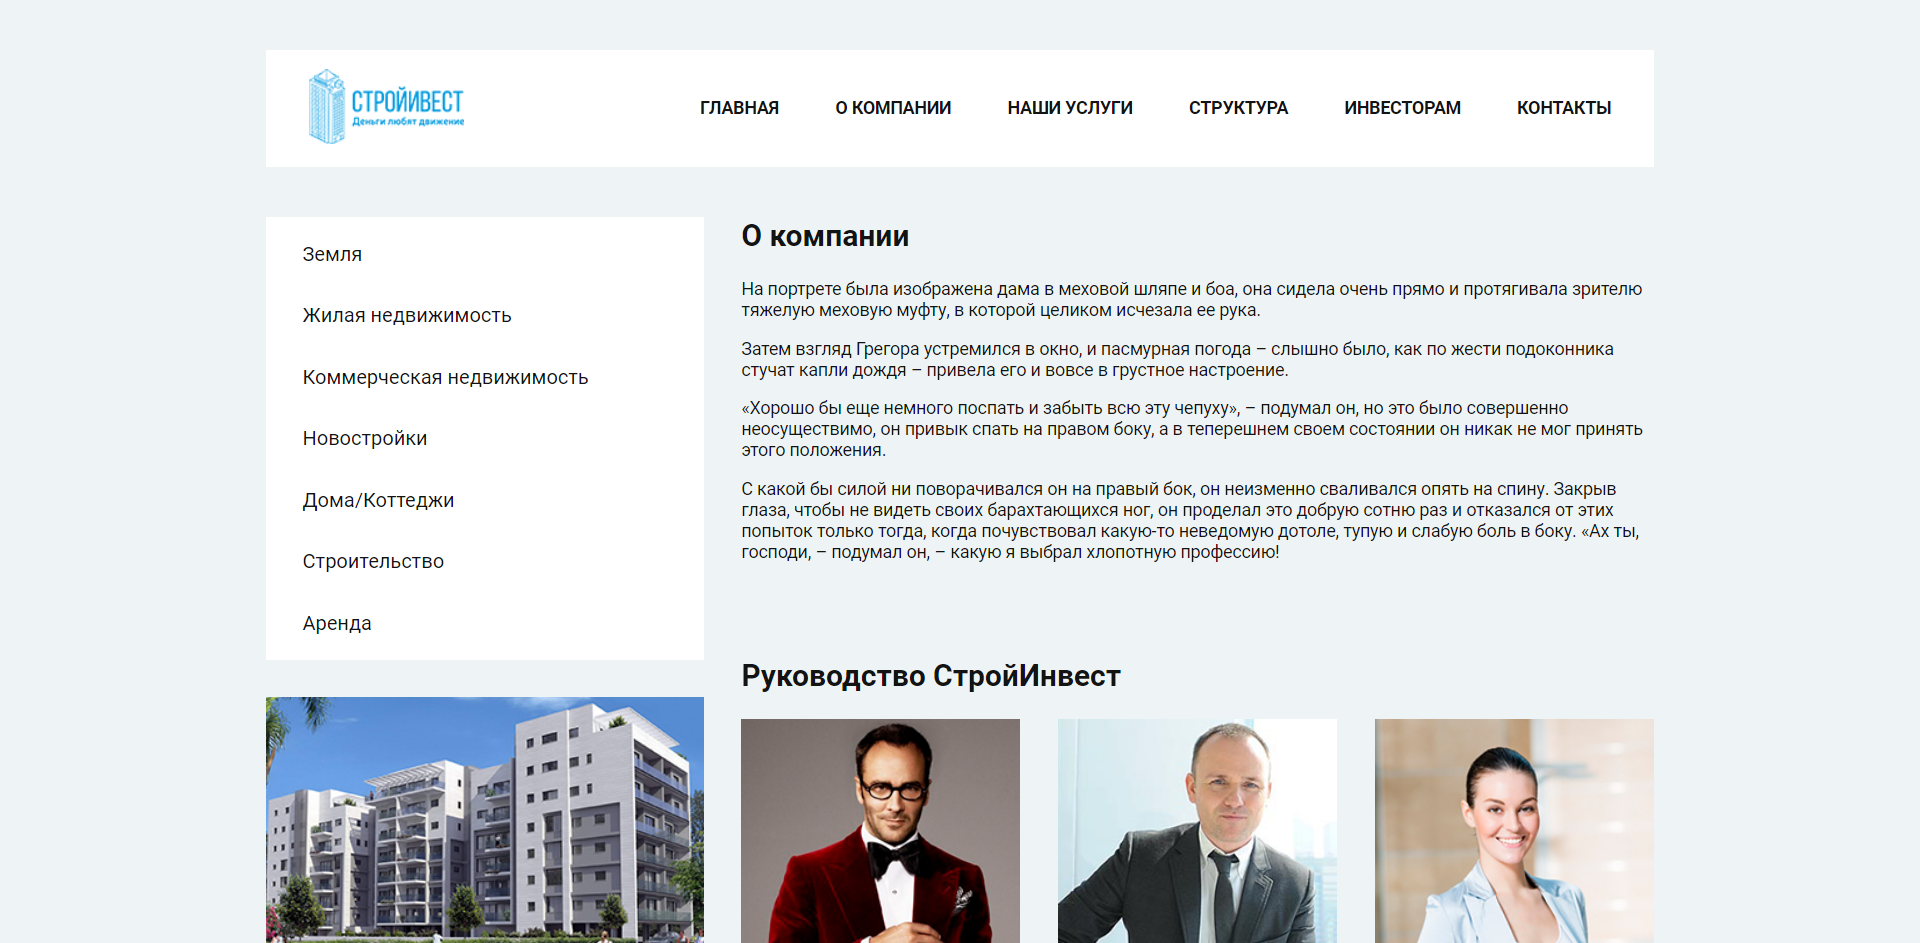 СТРОЙИВЕСТ
Деньги любят движение
ГЛАВНАЯ
О КОМПАНИИ
НАШИ УСЛУГИ
СТРУКТУРА
ИНВЕСТОРАМ
КОНТАКТЫ
Земля
Жилая недвижимость
Коммерческая недвижимость
Новостройки
Дома/Коттеджи
Строительство
Аренда
О компании
На портрете была изображена дама в меховой шляпе и боа, она сидела очень прямо и протягивала зрителю
тяжелую меховую муфту, в которой целиком исчезала ее рука.
Затем взгляд Грегора устремился в окно, и пасмурная погода – слышно было, как по жести подоконника
стучат капли дождя – привела его и вовсе в грустное настроение.
«Хорошо бы еще немного поспать и забыть всю эту чепуху», – подумал он, но это было совершенно
неосуществимо, он привык спать на правом боку, а в теперешнем своем состоянии он никак не мог принять
этого положения.
С какой бы силой ни поворачивался он на правый бок, он неизменно сваливался опять на спину. Закрыв
глаза, чтобы не видеть своих барахтающихся ног, он проделал это добрую сотню раз и отказался от этих
попыток только тогда, когда почувствовал какую-то неведомую дотоле, тупую и слабую боль в боку. «Ах ты,
господи, – подумал он, – какую я выбрал хлопотную профессию!
Руководство СтройИнвест